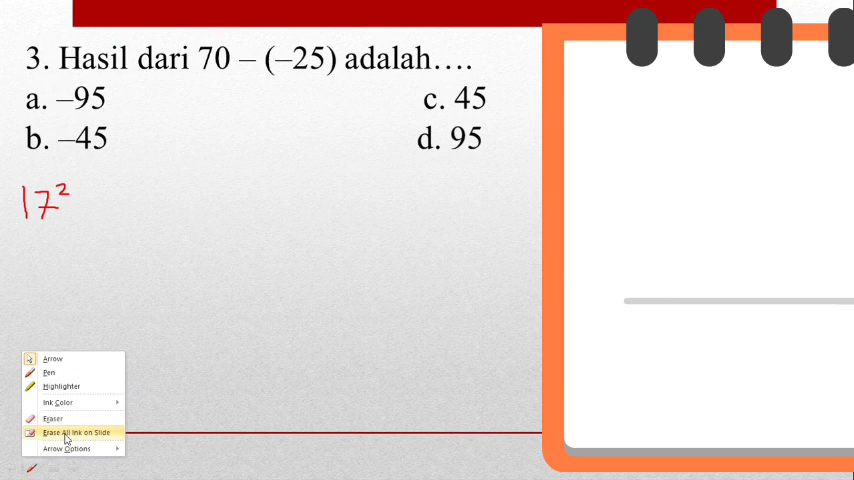 3. Hasil dari 70 – (–25) adalah….
a. –95 c. 45
b. –45 d. 95
17²
Arrow
Pen
Highlighter
Ink Color
Eraser
Erase All Ink on Slide
Arrow Options